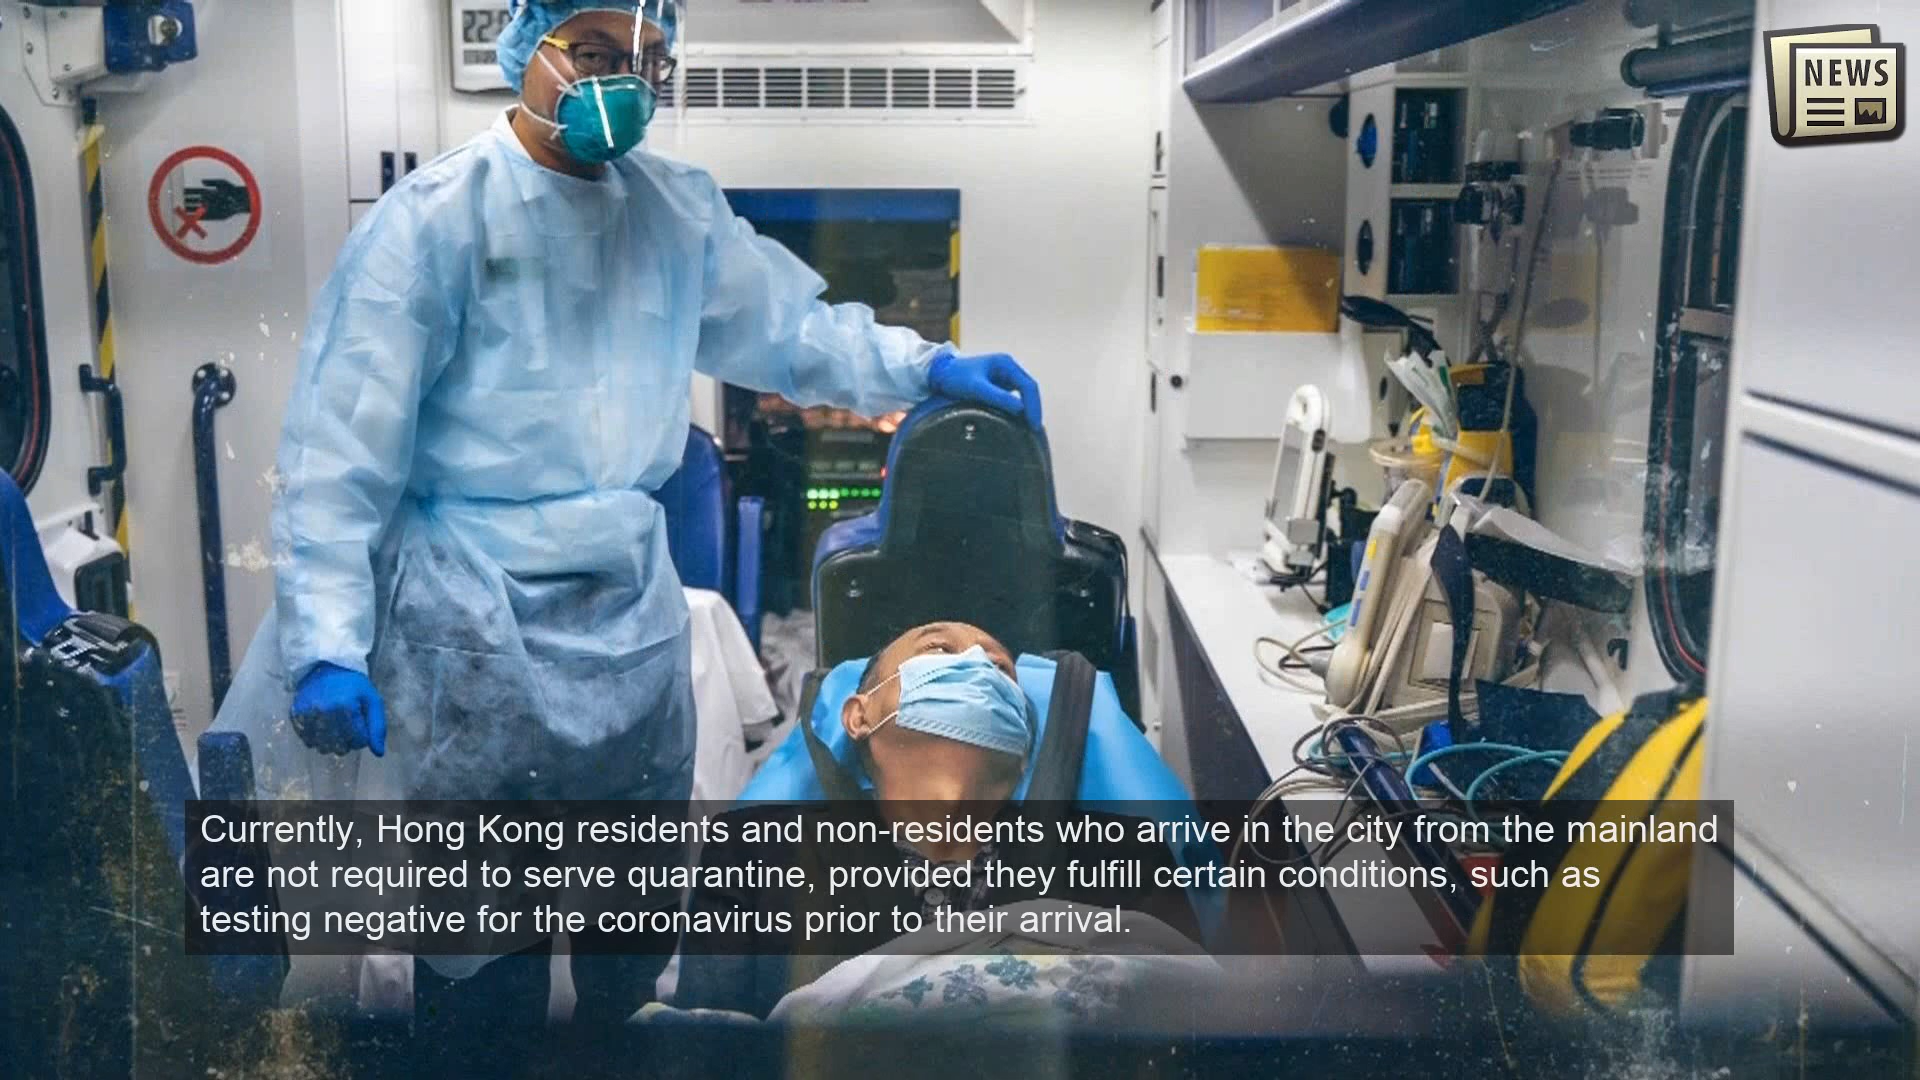 NEWS
Currently, Hong Kong residents and non-residents who arrive in the city from the mainland
are not required to serve quarantine, provided they fulfill certain conditions, such as
testing negative for the coronavirus prior to their arrival.